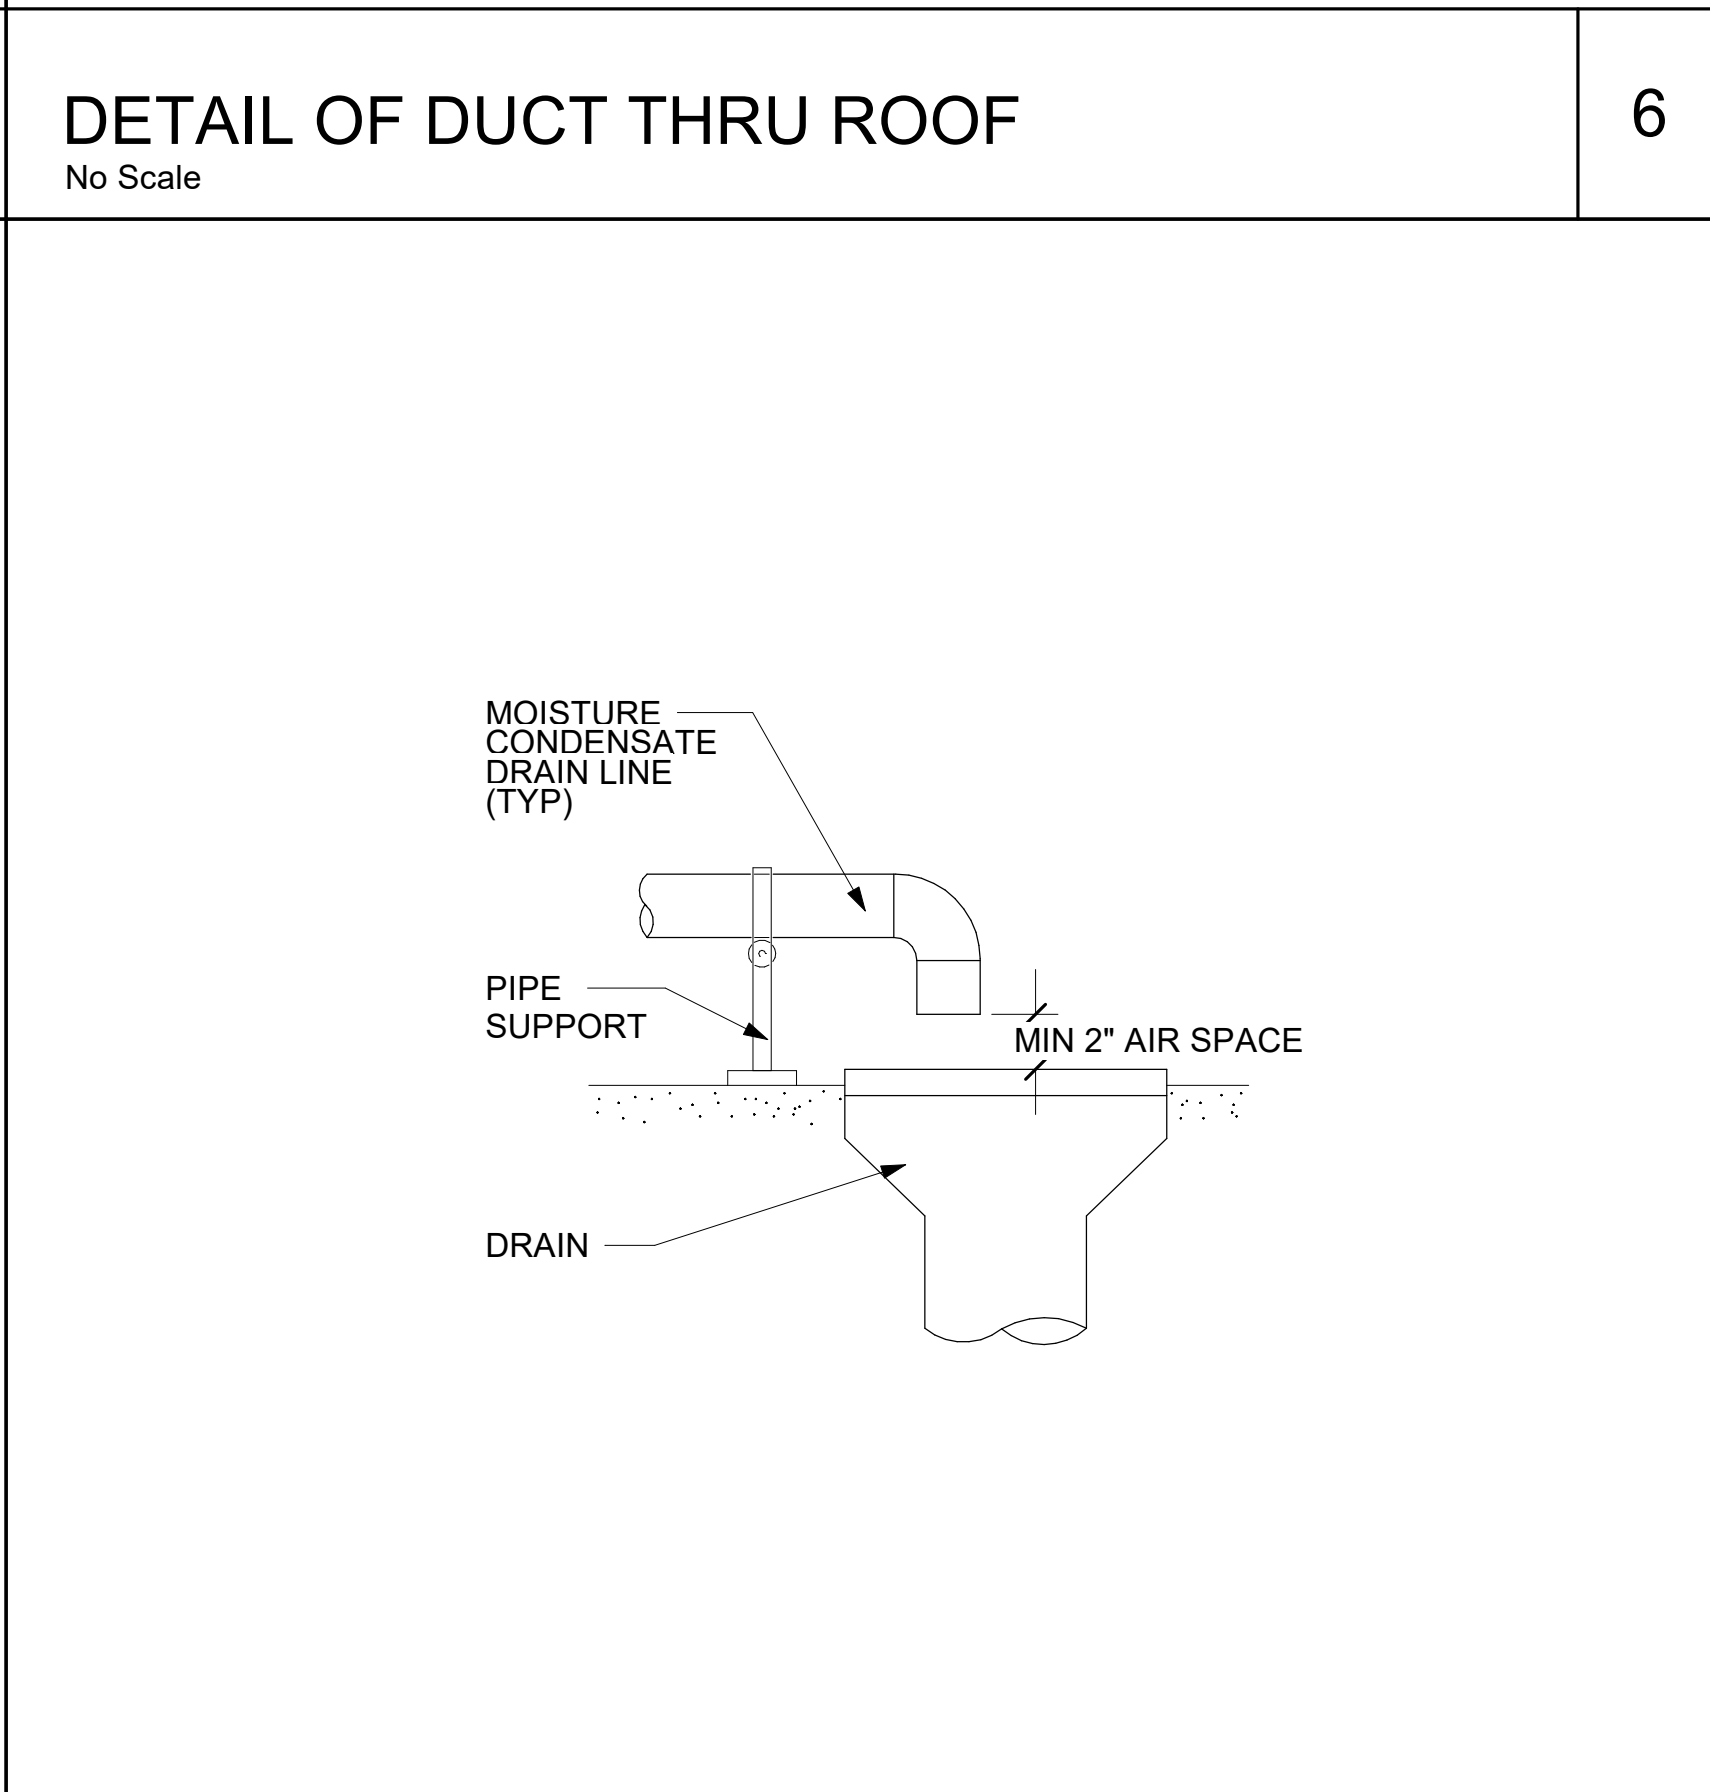 DETAIL OF DUCT THRU ROOF
No Scale
6
MOISTURE
CONDENSATE
DRAIN LINE
(TYP)
PIPE
SUPPORT
MIN 2" AIR SPACE
DRAIN